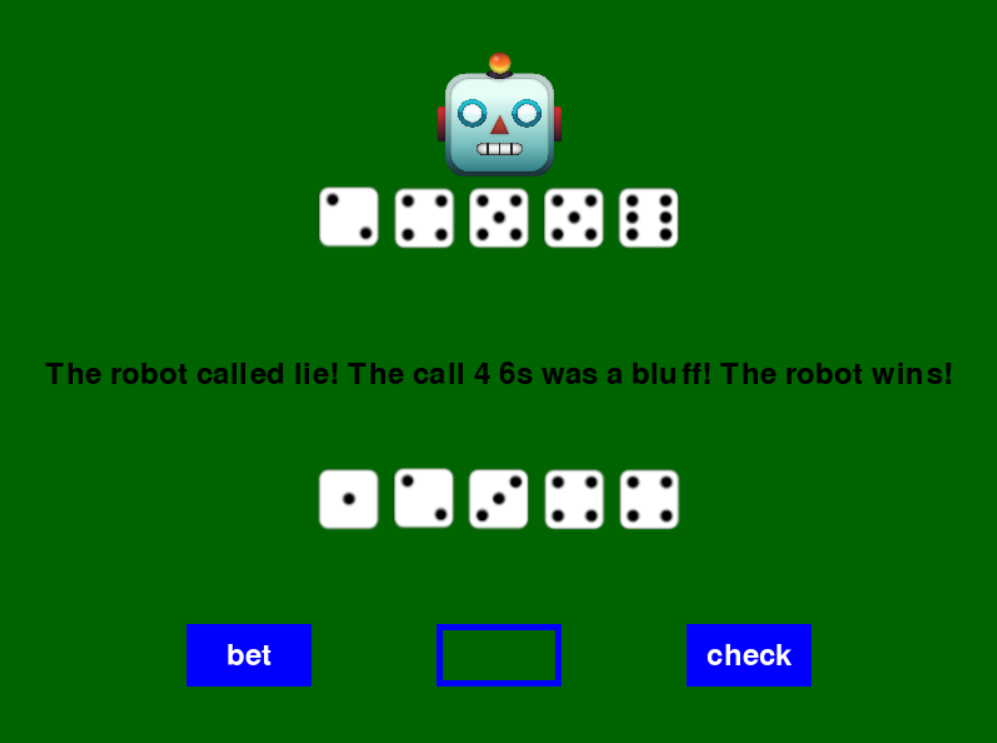 The robot called lie! The call 4 6s was a bluff! The robot wins!
bet
check